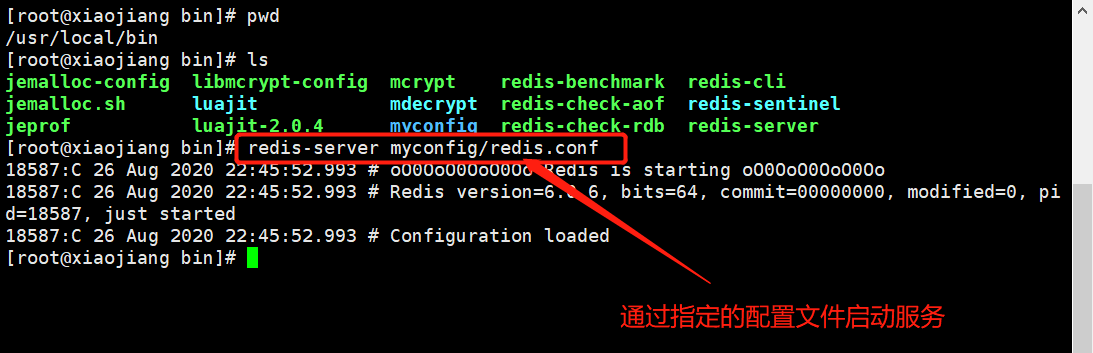 [root@xiaojiang bin]# pwd
/usr/local/bin
[root@xiaojiang bin]# ls
jemalloc-config libmcrypt-config mcrypt redis-benchmark redis-cli
jemalloc.sh luajit mdecrypt redis-check-aof redis-sentinel
jeprof luajit-2.0.4 myconfig redis-check-rdb redis-server
[root@xiaojiang bin]# redis-server myconfig/redis.conf
18587:C 26 Aug 2020 22:45:52.993 # oO0OoO0OoO0Oo Redis is starting oO0OoO0OoO0Oo
18587:C 26 Aug 2020 22:45:52.993 # Redis version=6.0.6, bits=64, commit=00000000, modified=0, pi
d=18587, just started
18587:C 26 Aug 2020 22:45:52.993 # Configuration loaded
[root@xiaojiang bin]#
通过指定的配置文件启动服务